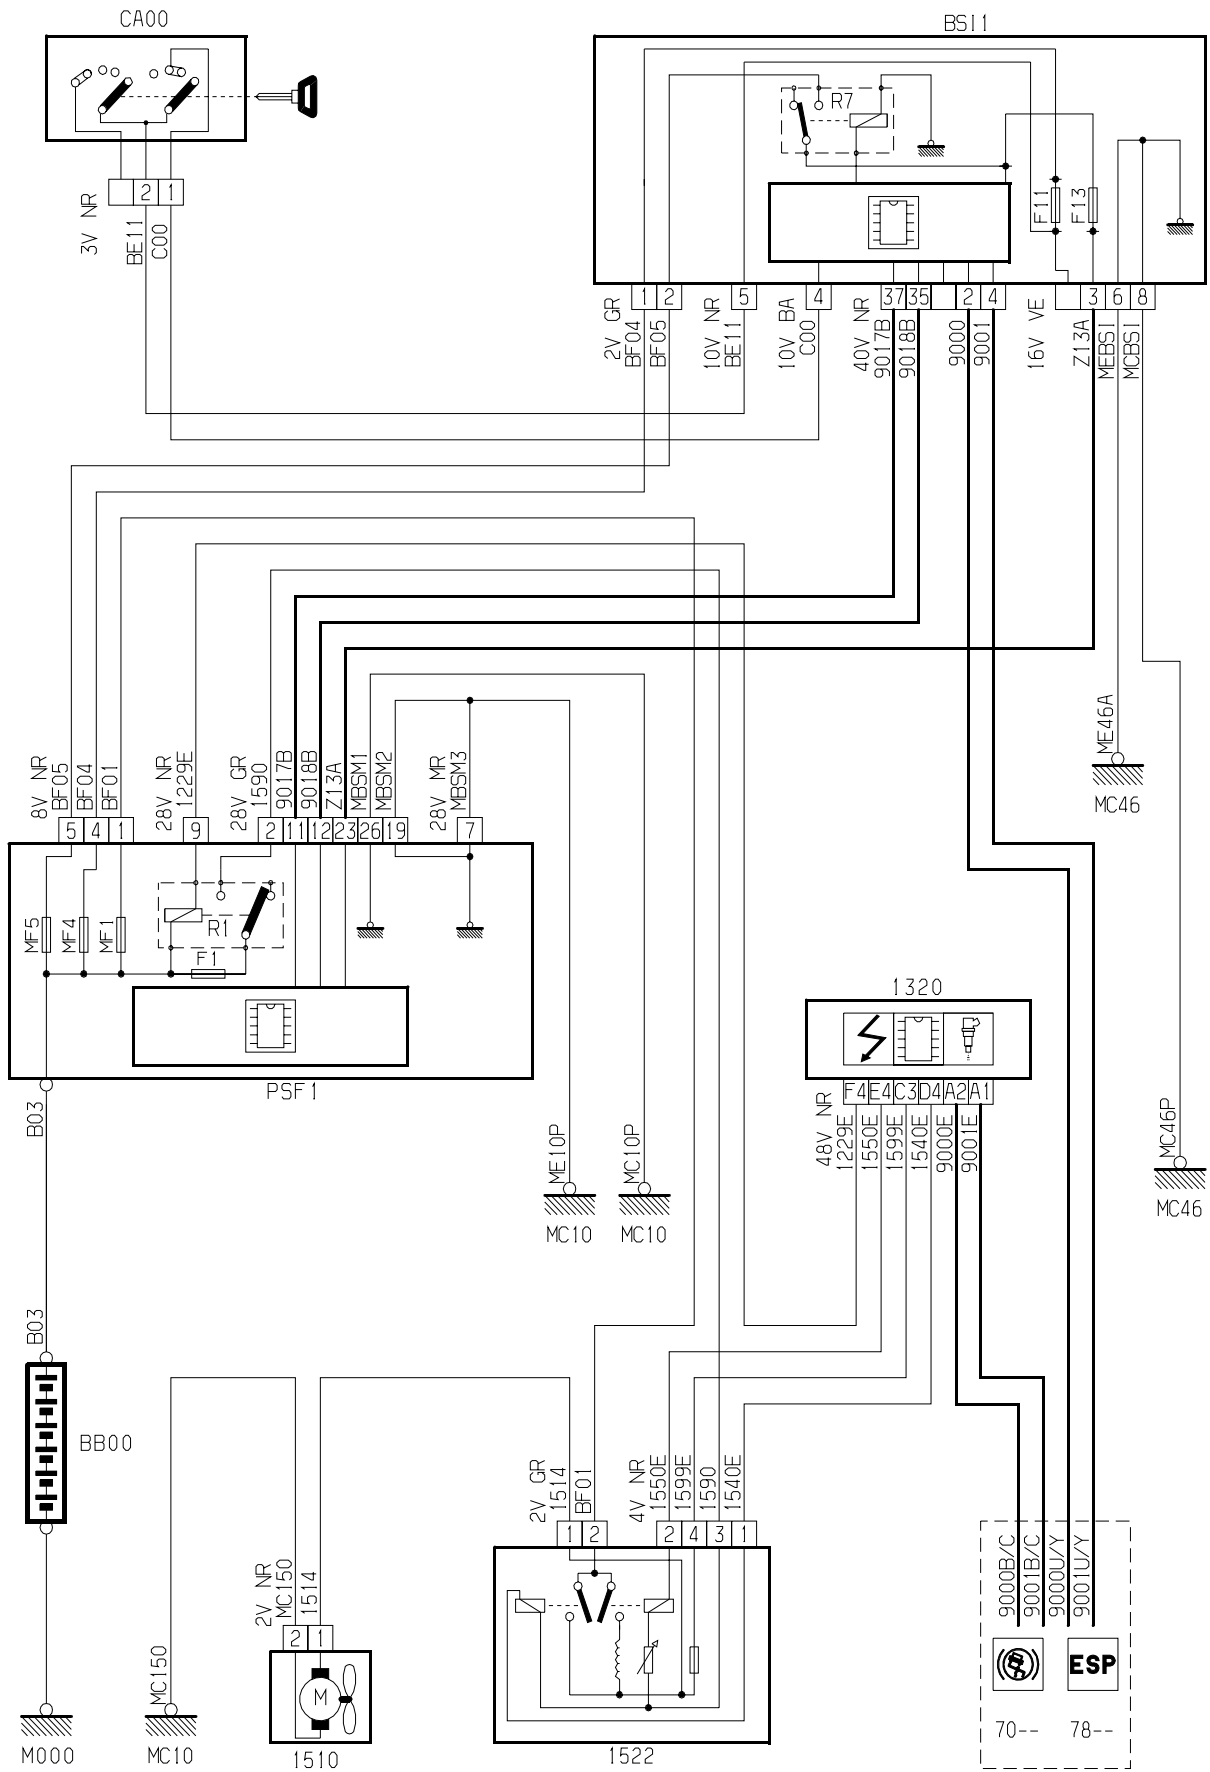 CA00
BSI1
R7
F11
F13
2 1
3V NR
BE11
C00
1 2 5 4 37 35 2 4 3 6 8
2V GR
BF04
BF05
10V NR
BE11
10V BA
C00
40V NR
9017B
9018B
9000
9001
16V VE
Z13A
MEBSI
MCBSI
ME46A
MC46
8V NR
BF05
BF04
BF01
28V NR
1229E
28V GR
1590
9017B
9018B
Z13A
MBSM1
MBSM2
28V MR
MBSM3
5 4 1 9 2 11 12 23 26 19 7
MF5
MF4
MF1
R1
F1
PSF1
B03
1320
F4 E4 C3 D4 A2 A1
48V NR
1229E
1550E
1599E
1540E
9000E
9001E
ME10P
MC10
MC10P
MC10
MC46P
MC46
B03
BB00
M000
MC150
MC10
2V NR
MC150
1514
2 1
M
1510
2V GR
1514
BF01
4V NR
1550E
1599E
1590
1540E
1 2 2 4 3 1
1522
9000B/C
9001B/C
9000U/Y
9001U/Y
ESP
70--
78--